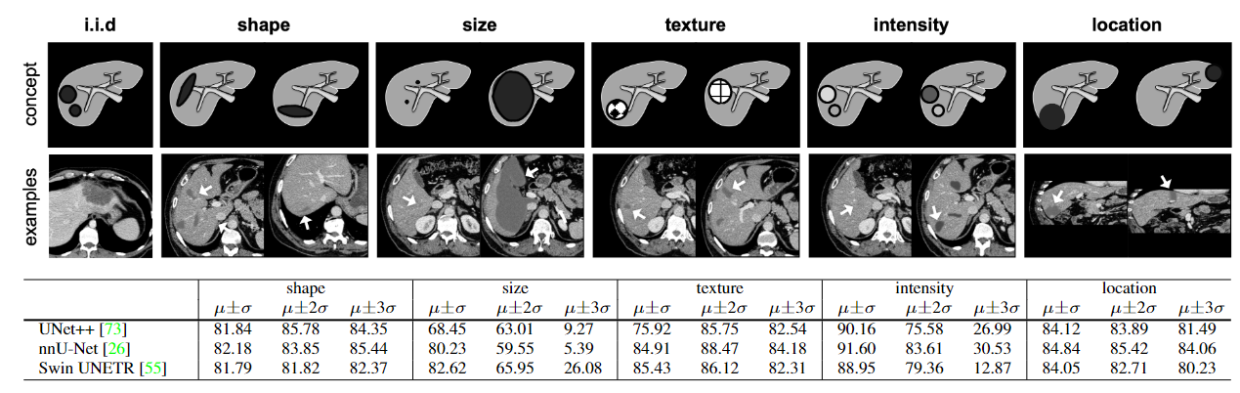 i.i.d shape size texture intensity location
concept
examples
shape size texture intensity location
μ±σ μ±2σ μ±3σ μ±σ μ±2σ μ±3σ μ±σ μ±2σ μ±3σ μ±σ μ±2σ μ±3σ μ±σ μ±2σ μ±3σ
UNet++ [73] 81.84 85.78 84.35 68.45 63.01 9.27 75.92 85.75 82.54 90.16 75.58 26.99 84.12 83.89 81.49
nnU-Net [26] 82.18 83.85 85.44 80.23 59.55 5.39 84.91 88.47 84.18 91.60 83.61 30.53 84.84 85.42 84.06
Swin UNETR [55] 81.79 81.82 82.37 82.62 65.95 26.08 85.43 86.12 82.31 88.95 79.36 12.87 84.05 82.71 80.23